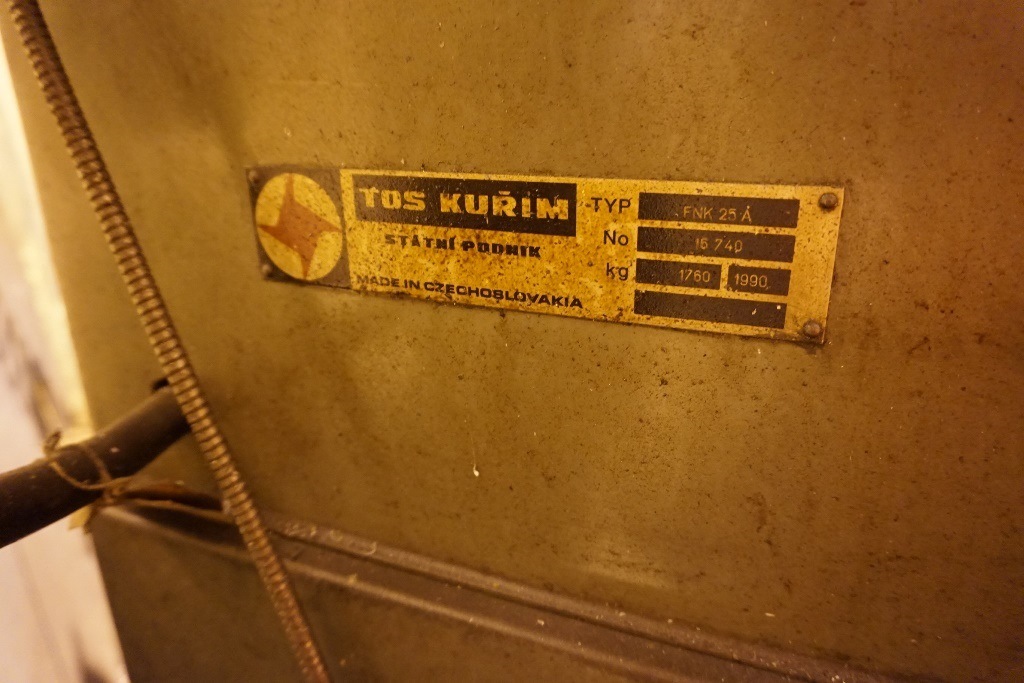 TOS KUŘIM
STÁTNÍ PODNIK
MADE IN CZECHOSLOVAKIA
TYP FNK 25 A
No 16 740
kg 1760 1990